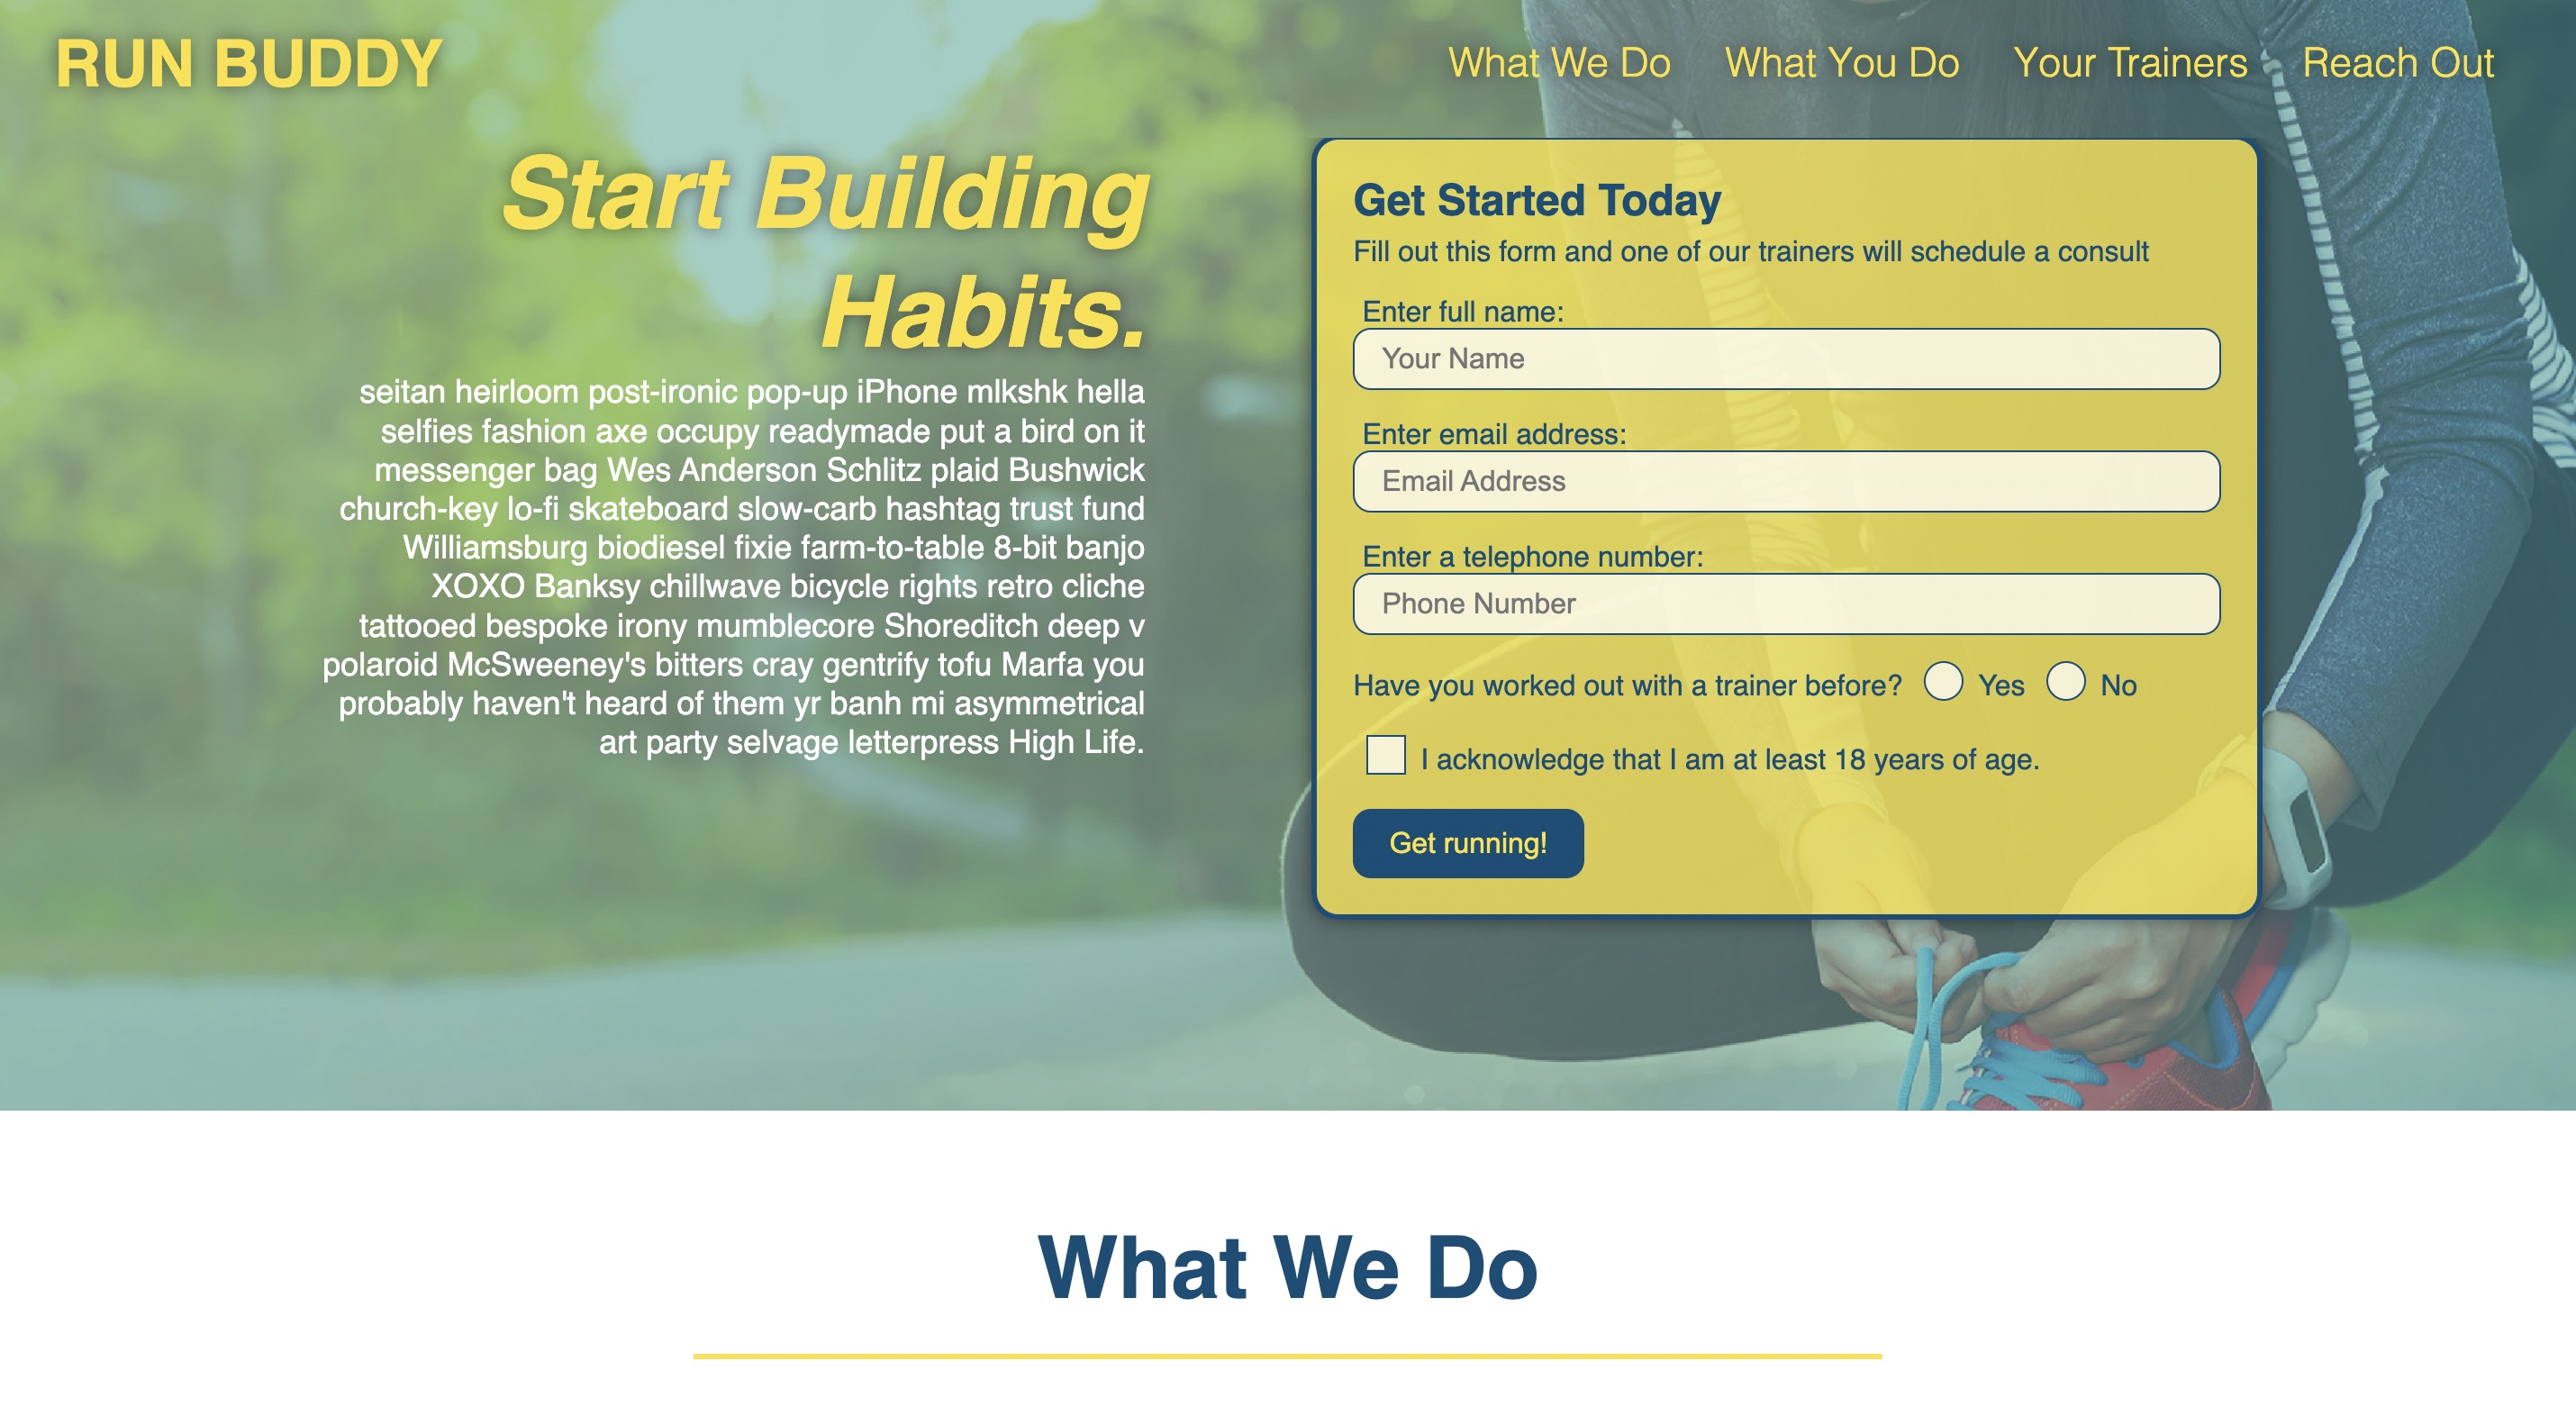 RUN BUDDY
What We Do What You Do Your Trainers Reach Out
Start Building
Habits.
seitan heirloom post-ironic pop-up iPhone mlkshk hella
selfies fashion axe occupy readymade put a bird on it
messenger bag Wes Anderson Schlitz plaid Bushwick
church-key lo-fi skateboard slow-carb hashtag trust fund
Williamsburg biodiesel fixie farm-to-table 8-bit banjo
XOXO Banksy chillwave bicycle rights retro cliche
tattooed bespoke irony mumblecore Shoreditch deep v
polaroid McSweeney's bitters cray gentrify tofu Marfa you
probably haven't heard of them yr banh mi asymmetrical
art party selvage letterpress High Life.
Get Started Today
Fill out this form and one of our trainers will schedule a consult
Enter full name:
Your Name
Enter email address:
Email Address
Enter a telephone number:
Phone Number
Have you worked out with a trainer before? Yes No
I acknowledge that I am at least 18 years of age.
Get running!
What We Do